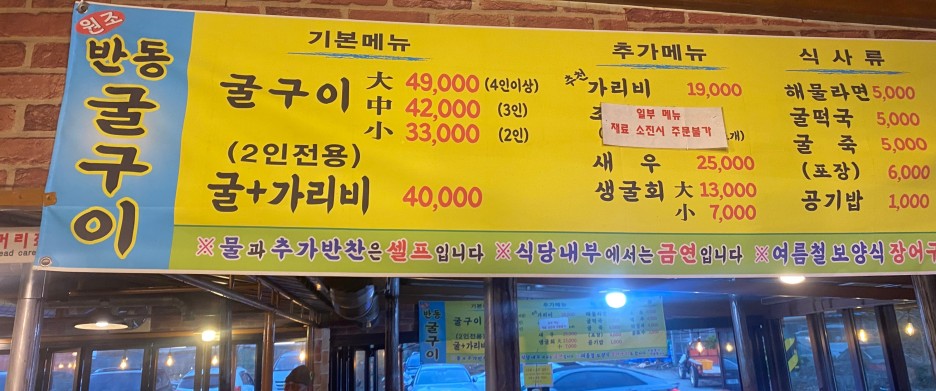 원조
반동
굴구이
기본메뉴
굴구이 大 49,000 (4인이상)
中 42,000 (3인)
小 33,000 (2인)
(2인전용)
굴+가리비 40,000
추가메뉴
추천 가리비 19,000
일부 메뉴
재료 소진시 주문불가
새우 25,000
생굴회 大 13,000
小 7,000
식사류
해물라면 5,000
굴떡국 5,000
굴죽 5,000
(포장) 6,000
공기밥 1,000
※물과 추가반찬은 셀프입니다 ※식당내부에서는 금연입니다 ※여름철보양식 장어구